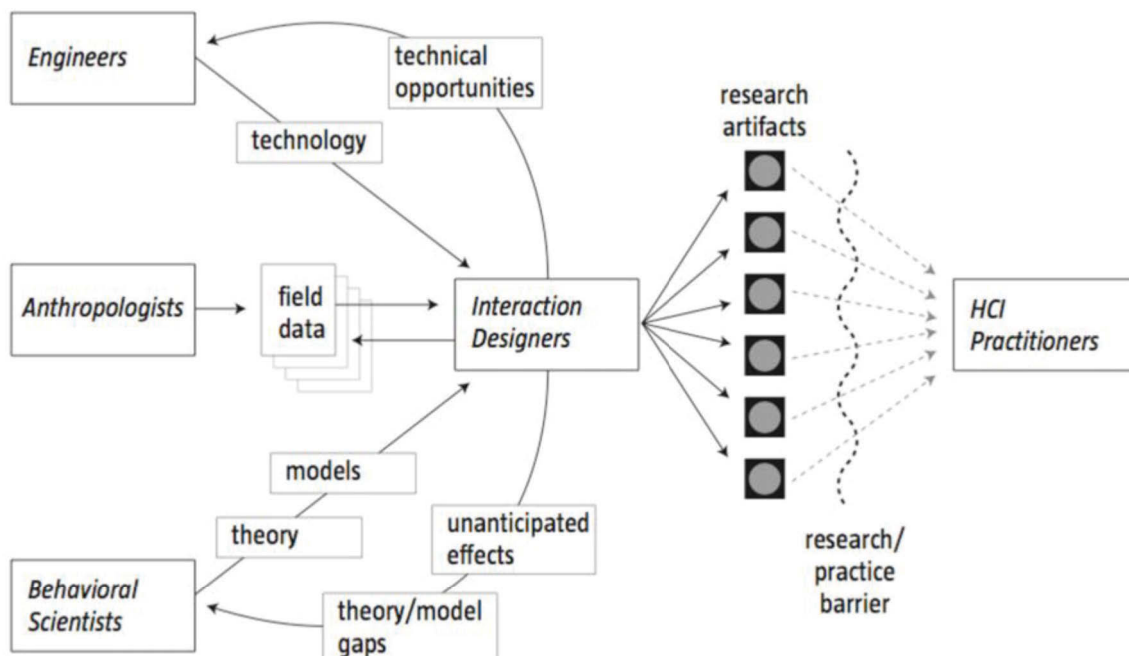 Engineers
technical
opportunities
technology
research
artifacts
Anthropologists
field
data
Interaction
Designers
HCI
Practitioners
models
theory
unanticipated
effects
Behavioral
Scientists
theory/model
gaps
research/
practice
barrier